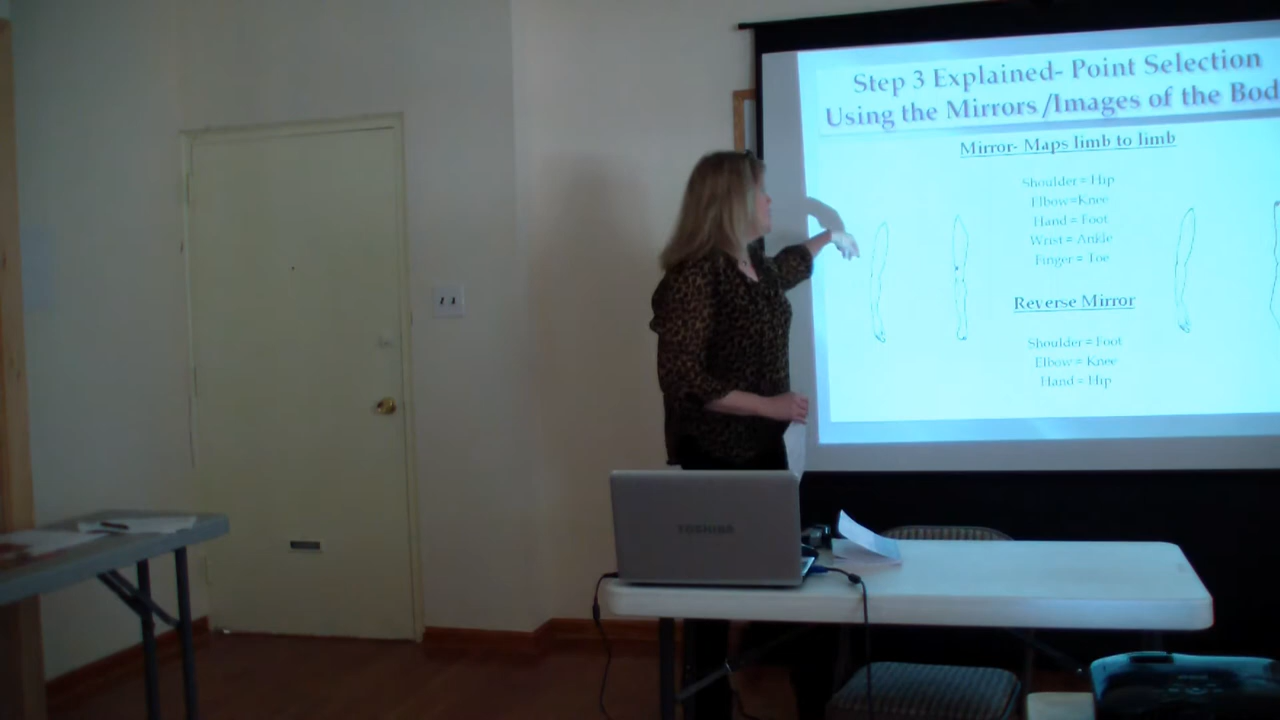 Step 3 Explained- Point Selection
Using the Mirrors /Images of the Bod
Mirror- Maps limb to limb
Shoulder = Hip
Elbow=Knee
Hand = Foot
Wrist = Ankle
Finger = Toe
Reverse Mirror
Shoulder = Foot
Elbow = Knee
Hand = Hip
TOSHIBA